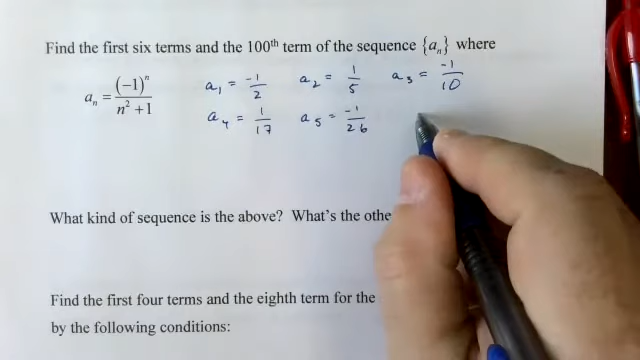 Find the first six terms and the 100th term of the sequence {aₙ} where
aₙ = (-1)ⁿ / n² + 1   a₁ = -1/2   a₂ = 1/5   a₃ = -1/10
a₄ = 1/17   a₅ = -1/26
What kind of sequence is the above? What's the othe
Find the first four terms and the eighth term for the
by the following conditions: